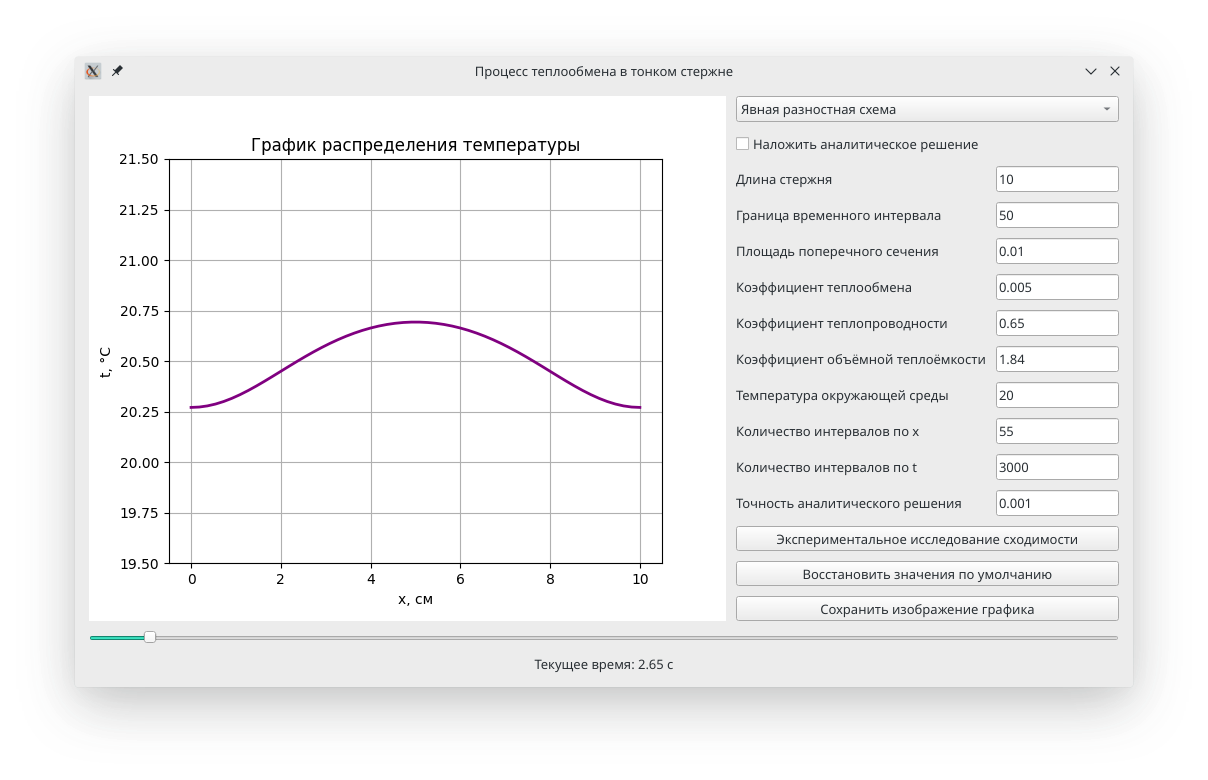 Процесс теплообмена в тонком стержне
График распределения температуры
21.50
21.25
21.00
20.75
20.50
20.25
20.00
19.75
19.50
t, °C
0 2 4 6 8 10
x, см
Явная разностная схема
Наложить аналитическое решение
Длина стержня 10
Граница временного интервала 50
Площадь поперечного сечения 0.01
Коэффициент теплообмена 0.005
Коэффициент теплопроводности 0.65
Коэффициент объёмной теплоёмкости 1.84
Температура окружающей среды 20
Количество интервалов по x 55
Количество интервалов по t 3000
Точность аналитического решения 0.001
Экспериментальное исследование сходимости
Восстановить значения по умолчанию
Сохранить изображение графика
Текущее время: 2.65 с